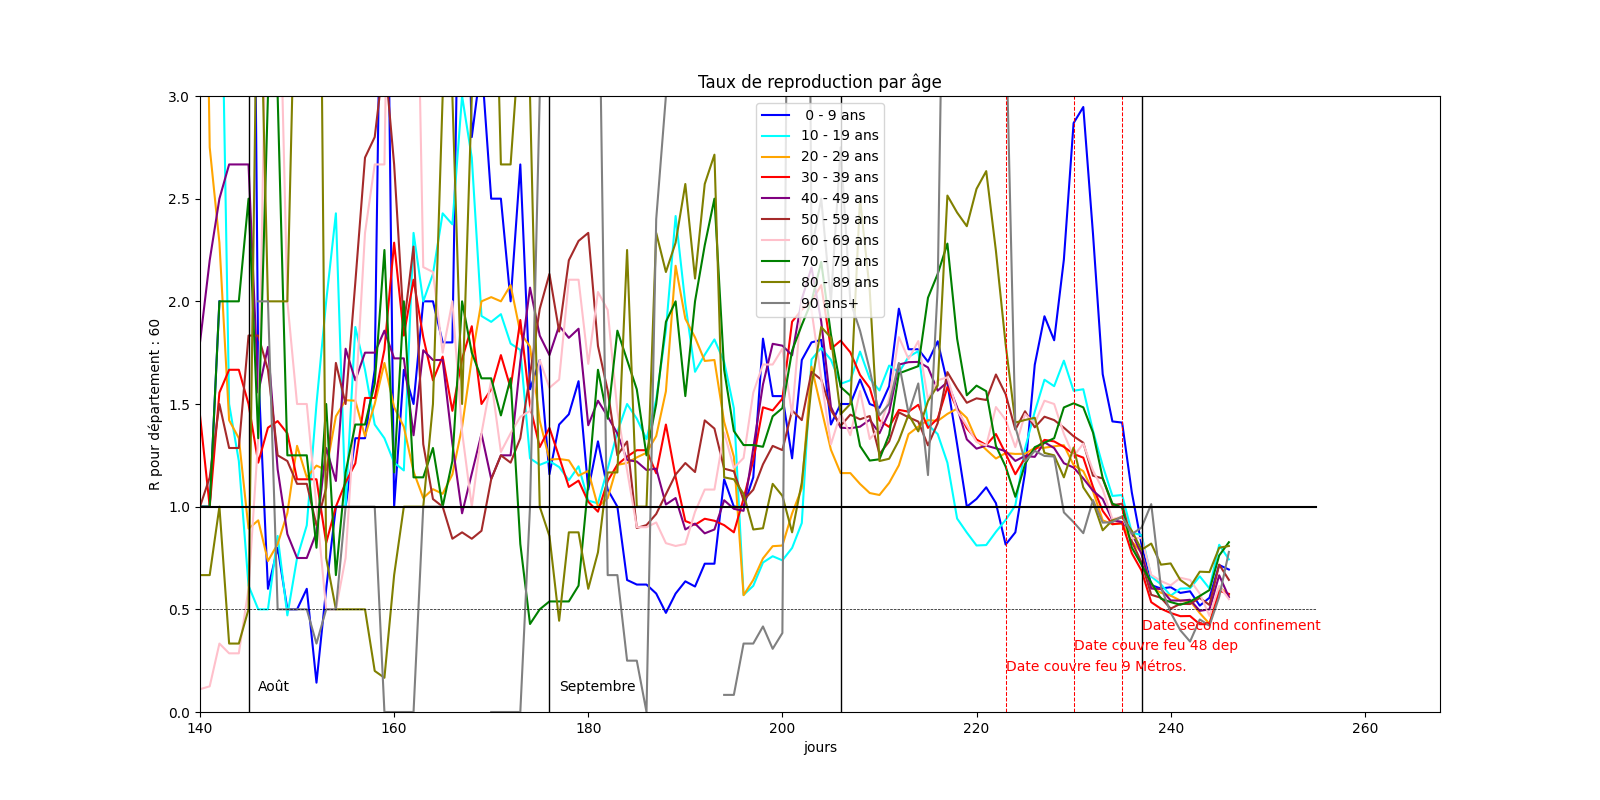 Taux de reproduction par âge
3.0
2.5
2.0
1.5
1.0
0.5
0.0
R pour département : 60
0 - 9 ans
10 - 19 ans
20 - 29 ans
30 - 39 ans
40 - 49 ans
50 - 59 ans
60 - 69 ans
70 - 79 ans
80 - 89 ans
90 ans+
Date second confinement
Date couvre feu 48 dep
Date couvre feu 9 Métros.
Août
Septembre
140
160
180
200
220
240
260
jours